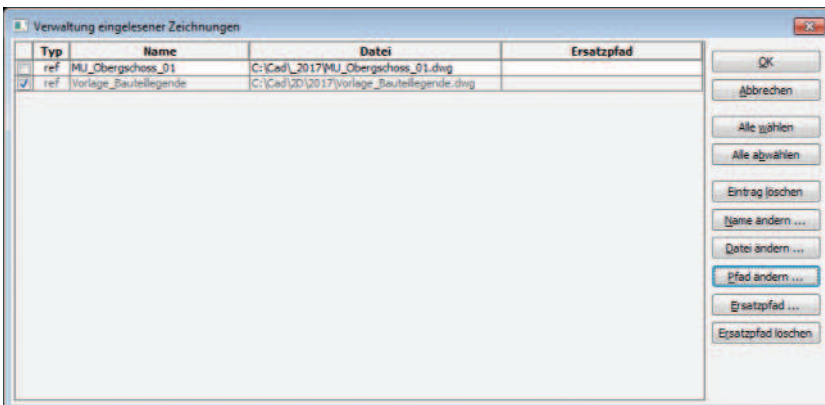 Verwaltung eingelesener Zeichnungen
Typ Name Datei Ersatzpfad
ref MU_Obergschoss_01 C:\Cad\_2017\MU_Obergschoss_01.dwg
ref Vorlage_Bauteillegende C:\Cad\2D\2017\Vorlage_Bauteillegende.dwg
OK
Abbrechen
Alle wählen
Alle abwählen
Eintrag löschen
Name ändern ...
Datei ändern ...
Pfad ändern ...
Ersatzpfad ...
Ersatzpfad löschen